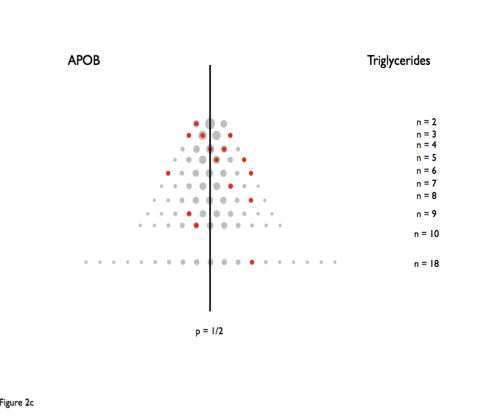 APOB
Triglycerides
n = 2
n = 3
n = 4
n = 5
n = 6
n = 7
n = 8
n = 9
n = 10
n = 18
p = 1/2
Figure 2c